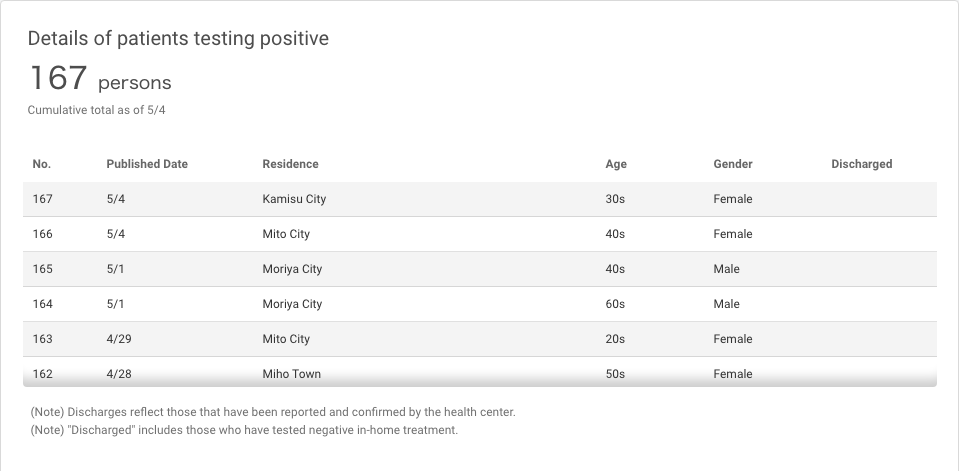 Details of patients testing positive
167 persons
Cumulative total as of 5/4
No. Published Date Residence Age Gender Discharged
167 5/4 Kamisu City 30s Female
166 5/4 Mito City 40s Female
165 5/1 Moriya City 40s Male
164 5/1 Moriya City 60s Male
163 4/29 Mito City 20s Female
162 4/28 Miho Town 50s Female
(Note) Discharges reflect those that have been reported and confirmed by the health center.
(Note) "Discharged" includes those who have tested negative in-home treatment.